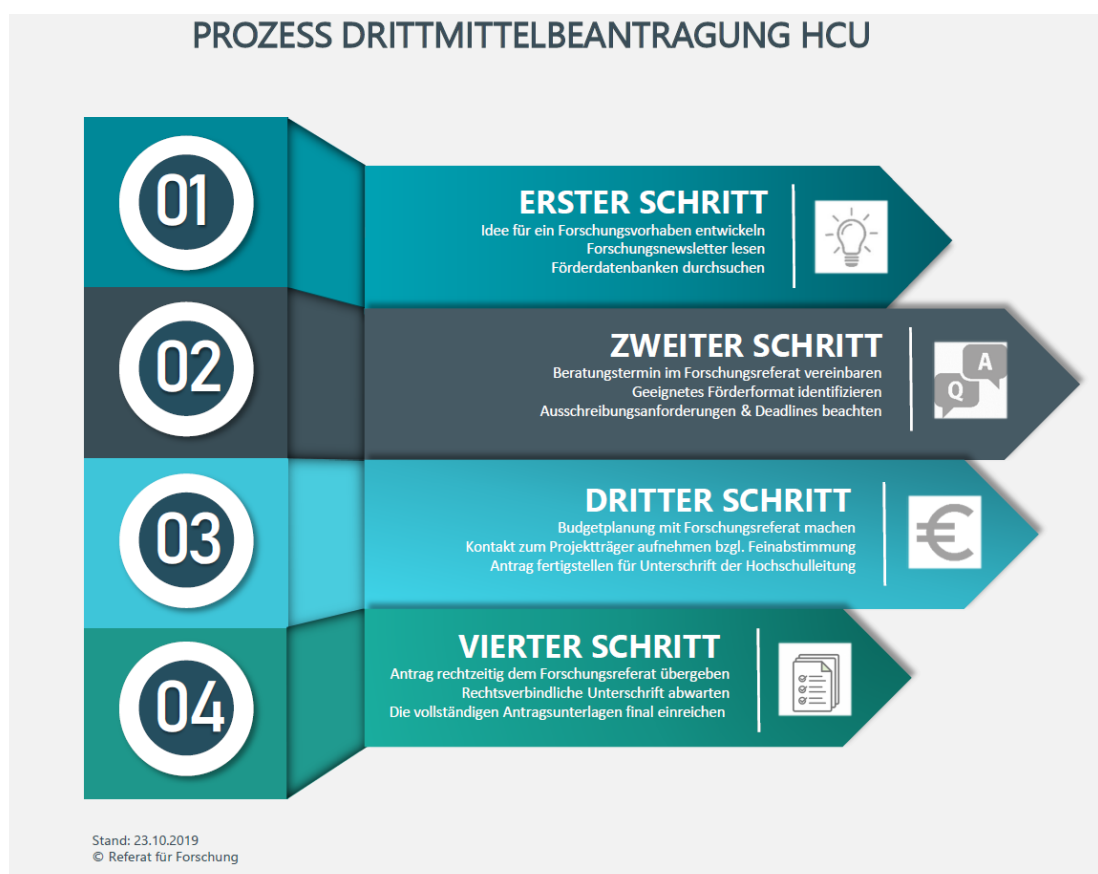 PROZESS DRITTMITTELBEANTRAGUNG HCU
01
ERSTER SCHRITT
Idee für ein Forschungsvorhaben entwickeln
Forschungsnewsletter lesen
Förderdatenbanken durchsuchen
02
ZWEITER SCHRITT
Beratungstermin im Forschungsreferat vereinbaren
Geeignetes Förderformat identifizieren
Ausschreibungsanforderungen & Deadlines beachten
A
Q
03
DRITTER SCHRITT
Budgetplanung mit Forschungsreferat machen
Kontakt zum Projektträger aufnehmen bzgl. Feinabstimmung
Antrag fertigstellen für Unterschrift der Hochschulleitung
€
04
VIERTER SCHRITT
Antrag rechtzeitig dem Forschungsreferat übergeben
Rechtsverbindliche Unterschrift abwarten
Die vollständigen Antragsunterlagen final einreichen
Stand: 23.10.2019
© Referat für Forschung